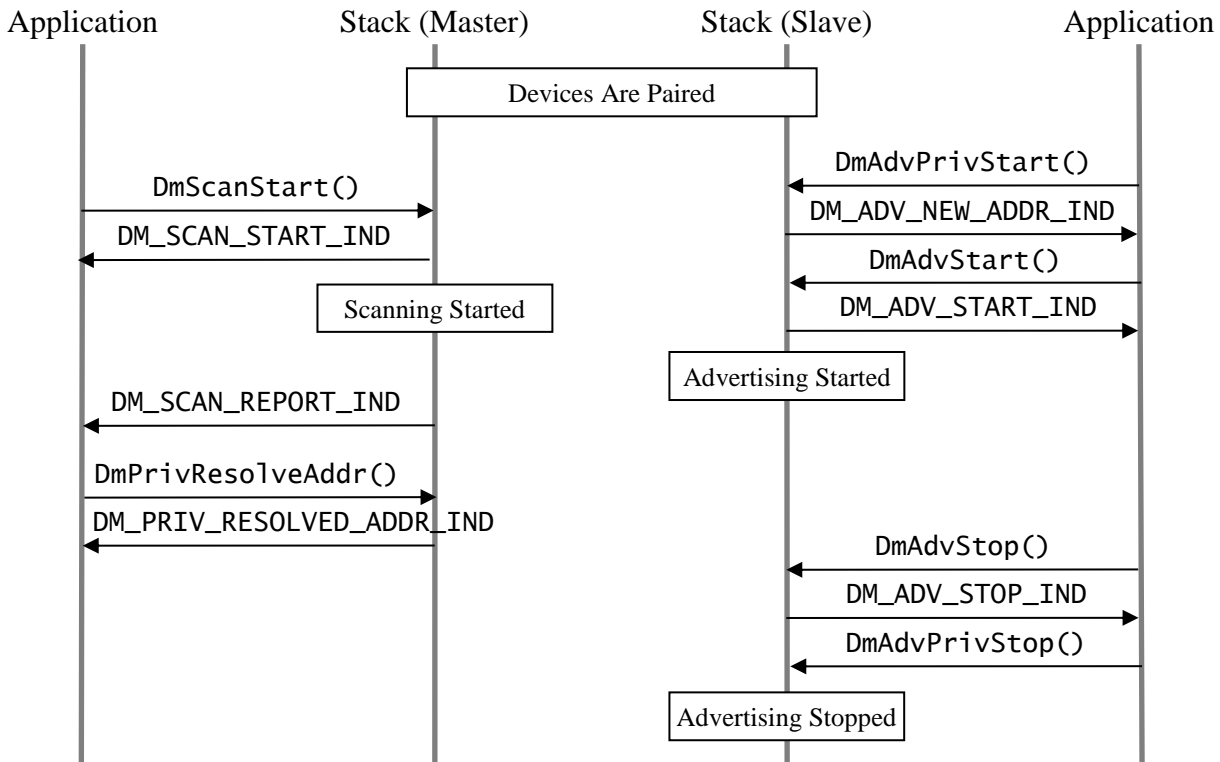 Application
Stack (Master)
Stack (Slave)
Application
Devices Are Paired
DmAdvPrivStart()
DmScanStart()
DM_ADV_NEW_ADDR_IND
DM_SCAN_START_IND
DmAdvStart()
Scanning Started
DM_ADV_START_IND
Advertising Started
DM_SCAN_REPORT_IND
DmPrivResolveAddr()
DM_PRIV_RESOLVED_ADDR_IND
DmAdvStop()
DM_ADV_STOP_IND
DmAdvPrivStop()
Advertising Stopped